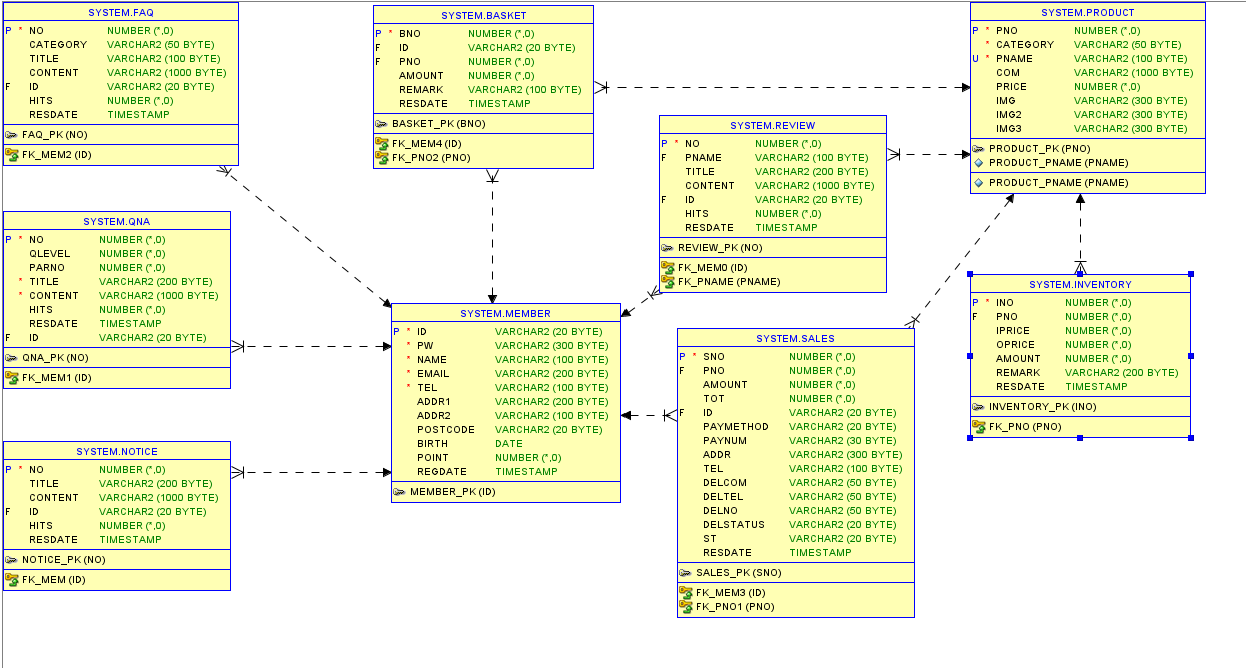 SYSTEM.FAQ
P * NO NUMBER (*,0)
CATEGORY VARCHAR2 (50 BYTE)
TITLE VARCHAR2 (100 BYTE)
CONTENT VARCHAR2 (1000 BYTE)
F ID VARCHAR2 (20 BYTE)
HITS NUMBER (*,0)
RESDATE TIMESTAMP
FAQ_PK (NO)
FK_MEM2 (ID)
SYSTEM.BASKET
P * BNO NUMBER (*,0)
F ID VARCHAR2 (20 BYTE)
F PNO NUMBER (*,0)
AMOUNT NUMBER (*,0)
REMARK VARCHAR2 (100 BYTE)
RESDATE TIMESTAMP
BASKET_PK (BNO)
FK_MEM4 (ID)
FK_PNO2 (PNO)
SYSTEM.PRODUCT
P * PNO NUMBER (*,0)
* CATEGORY VARCHAR2 (50 BYTE)
U * PNAME VARCHAR2 (100 BYTE)
COM VARCHAR2 (1000 BYTE)
PRICE NUMBER (*,0)
IMG VARCHAR2 (300 BYTE)
IMG2 VARCHAR2 (300 BYTE)
IMG3 VARCHAR2 (300 BYTE)
PRODUCT_PK (PNO)
PRODUCT_PNAME (PNAME)
PRODUCT_PNAME (PNAME)
SYSTEM.REVIEW
P * NO NUMBER (*,0)
F PNAME VARCHAR2 (100 BYTE)
TITLE VARCHAR2 (200 BYTE)
CONTENT VARCHAR2 (1000 BYTE)
F ID VARCHAR2 (20 BYTE)
HITS NUMBER (*,0)
RESDATE TIMESTAMP
REVIEW_PK (NO)
FK_MEM0 (ID)
FK_PNAME (PNAME)
SYSTEM.QNA
P * NO NUMBER (*,0)
QLEVEL NUMBER (*,0)
PARNO NUMBER (*,0)
* TITLE VARCHAR2 (200 BYTE)
* CONTENT VARCHAR2 (1000 BYTE)
HITS NUMBER (*,0)
RESDATE TIMESTAMP
F ID VARCHAR2 (20 BYTE)
QNA_PK (NO)
FK_MEM1 (ID)
SYSTEM.MEMBER
P * ID VARCHAR2 (20 BYTE)
* PW VARCHAR2 (300 BYTE)
* NAME VARCHAR2 (100 BYTE)
* EMAIL VARCHAR2 (200 BYTE)
* TEL VARCHAR2 (100 BYTE)
ADDR1 VARCHAR2 (200 BYTE)
ADDR2 VARCHAR2 (100 BYTE)
POSTCODE VARCHAR2 (20 BYTE)
BIRTH DATE
POINT NUMBER (*,0)
REGDATE TIMESTAMP
MEMBER_PK (ID)
SYSTEM.SALES
P * SNO NUMBER (*,0)
F PNO NUMBER (*,0)
AMOUNT NUMBER (*,0)
TOT NUMBER (*,0)
F ID VARCHAR2 (20 BYTE)
PAYMETHOD VARCHAR2 (20 BYTE)
PAYNUM VARCHAR2 (30 BYTE)
ADDR VARCHAR2 (300 BYTE)
TEL VARCHAR2 (100 BYTE)
DELCOM VARCHAR2 (50 BYTE)
DELTEL VARCHAR2 (50 BYTE)
DELNO VARCHAR2 (50 BYTE)
DELSTATUS VARCHAR2 (20 BYTE)
ST VARCHAR2 (20 BYTE)
RESDATE TIMESTAMP
SALES_PK (SNO)
FK_MEM3 (ID)
FK_PNO1 (PNO)
SYSTEM.INVENTORY
P * INO NUMBER (*,0)
F PNO NUMBER (*,0)
IPRICE NUMBER (*,0)
OPRICE NUMBER (*,0)
AMOUNT NUMBER (*,0)
REMARK VARCHAR2 (200 BYTE)
RESDATE TIMESTAMP
INVENTORY_PK (INO)
FK_PNO (PNO)
SYSTEM.NOTICE
P * NO NUMBER (*,0)
TITLE VARCHAR2 (200 BYTE)
CONTENT VARCHAR2 (1000 BYTE)
F ID VARCHAR2 (20 BYTE)
HITS NUMBER (*,0)
RESDATE TIMESTAMP
NOTICE_PK (NO)
FK_MEM (ID)